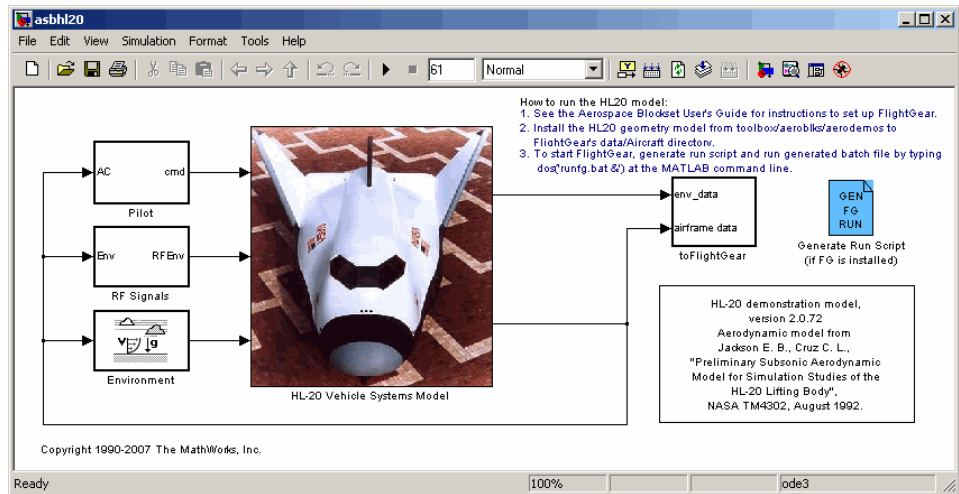 asbhl20
File Edit View Simulation Format Tools Help
61 Normal
How to run the HL20 model:
1. See the Aerospace Blockset User's Guide for instructions to set up FlightGear.
2. Install the HL20 geometry model from toolbox/aeroblks/aerodemos to
FlightGear's data/Aircraft directory.
3. To start FlightGear, generate run script and run generated batch file by typing
dos('runfg.bat &') at the MATLAB command line.
AC cmd
Pilot
Env RFEnv
RF Signals
V g
Environment
HL-20 Vehicle Systems Model
env_data
airframe data
toFlightGear
GEN
FG
RUN
Generate Run Script
(if FG is installed)
HL-20 demonstration model,
version 2.0.72
Aerodynamic model from
Jackson E. B., Cruz C. L.,
"Preliminary Subsonic Aerodynamic
Model for Simulation Studies of the
HL-20 Lifting Body",
NASA TM4302, August 1992.
Copyright 1990-2007 The MathWorks, Inc.
Ready 100% ode3